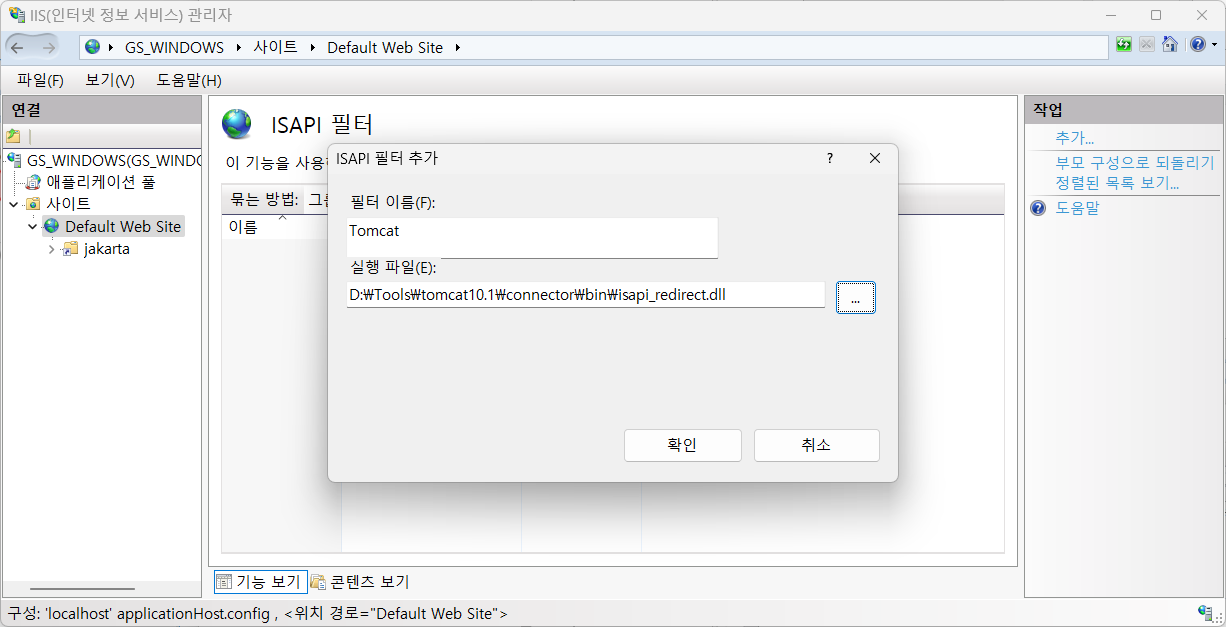 IIS(인터넷 정보 서비스) 관리자
GS_WINDOWS
사이트
Default Web Site
파일(F) 보기(V) 도움말(H)
연결
GS_WINDOWS(GS_WINDO
애플리케이션 풀
사이트
Default Web Site
jakarta
ISAPI 필터
이 기능을 사용
묶는 방법: 그
이름
ISAPI 필터 추가
?
필터 이름(F):
Tomcat
실행 파일(E):
D:₩Tools₩tomcat10.1₩connector₩bin₩isapi_redirect.dll
...
확인
취소
작업
추가...
부모 구성으로 되돌리기
정렬된 목록 보기...
도움말
기능 보기
콘텐츠 보기
구성: 'localhost' applicationHost.config , <위치 경로="Default Web Site">